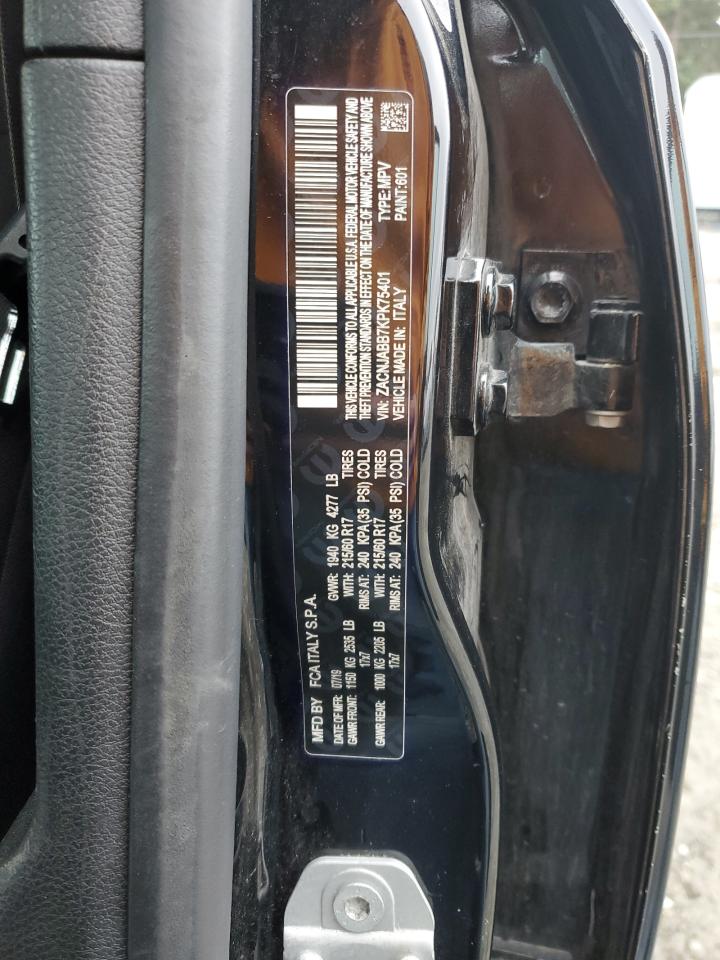 MFD BY FCA ITALY S.P.A.
DATE OF MFR: 07/19 GVWR: 1940 KG 4277 LB
GAWR FRONT: 1150 KG 2535 LB WITH: 215/60 R17 TIRES
17x7 RIMS AT: 240 KPA(35 PSI) COLD
GAWR REAR: 1000 KG 2205 LB WITH: 215/60 R17 TIRES
17x7 RIMS AT: 240 KPA(35 PSI) COLD
THIS VEHICLE CONFORMS TO ALL APPLICABLE U.S.A. FEDERAL MOTOR VEHICLE SAFETY AND
THEFT PREVENTION STANDARDS IN EFFECT ON THE DATE OF MANUFACTURE SHOWN ABOVE
VIN: ZACNJABB7KPK75401 TYPE: MPV
VEHICLE MADE IN: ITALY PAINT: 601